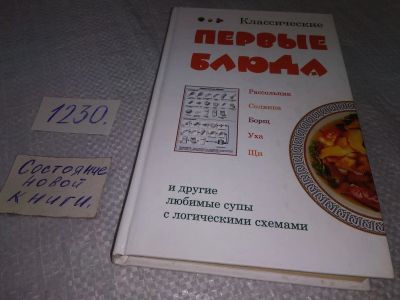 Классические
ПЕРВЫЕ
БЛЮДА
Рассольник
Солянка
Борщ
Уха
Щи
и другие
любимые супы
с логическими схемами
1230.
Состояние
новой
книги.